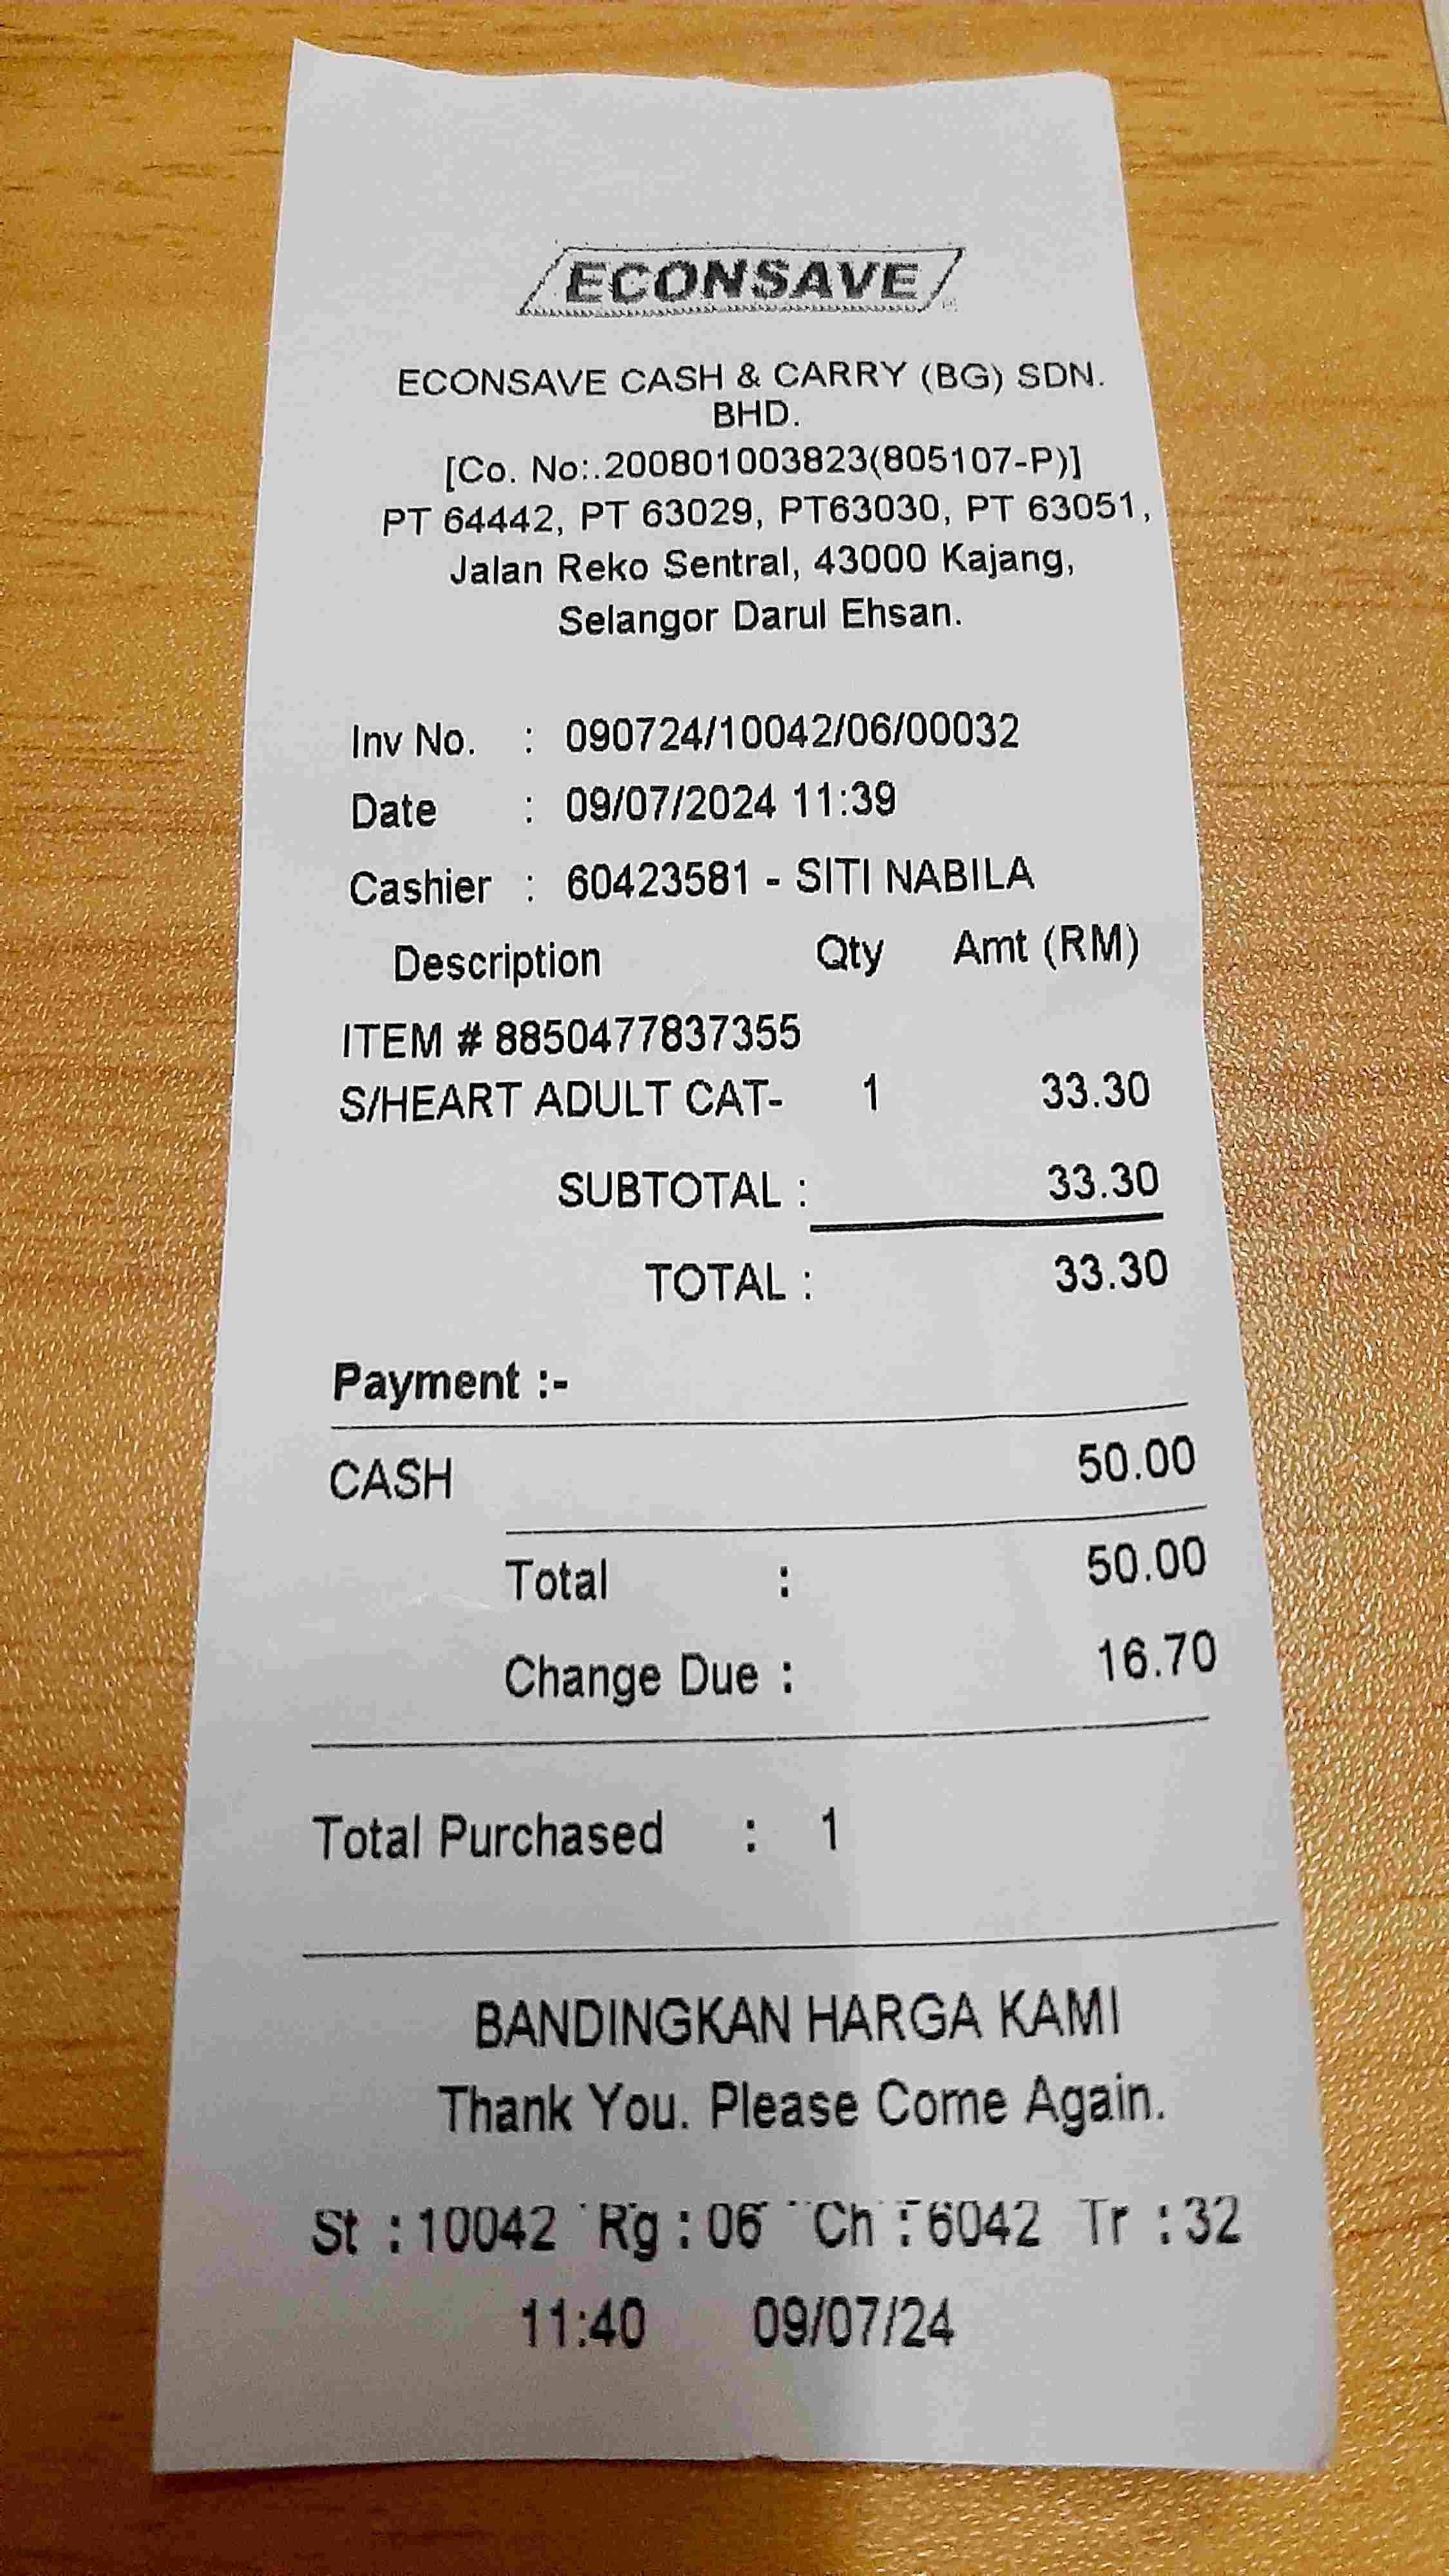 ECONSAVE
ECONSAVE CASH & CARRY (BG) SDN.
BHD.
[Co. No:.200801003823(805107-P)]
PT 64442, PT 63029, PT63030, PT 63051,
Jalan Reko Sentral, 43000 Kajang,
Selangor Darul Ehsan.
Inv No. : 090724/10042/06/00032
Date : 09/07/2024 11:39
Cashier : 60423581 - SITI NABILA
Description Qty Amt (RM)
ITEM # 8850477837355
S/HEART ADULT CAT- 1 33.30
SUBTOTAL : 33.30
TOTAL : 33.30
Payment :-
CASH 50.00
Total : 50.00
Change Due : 16.70
Total Purchased : 1
BANDINGKAN HARGA KAMI
Thank You. Please Come Again.
St :10042 Rg : 06 Ch : 6042 Tr : 32
11:40 09/07/24